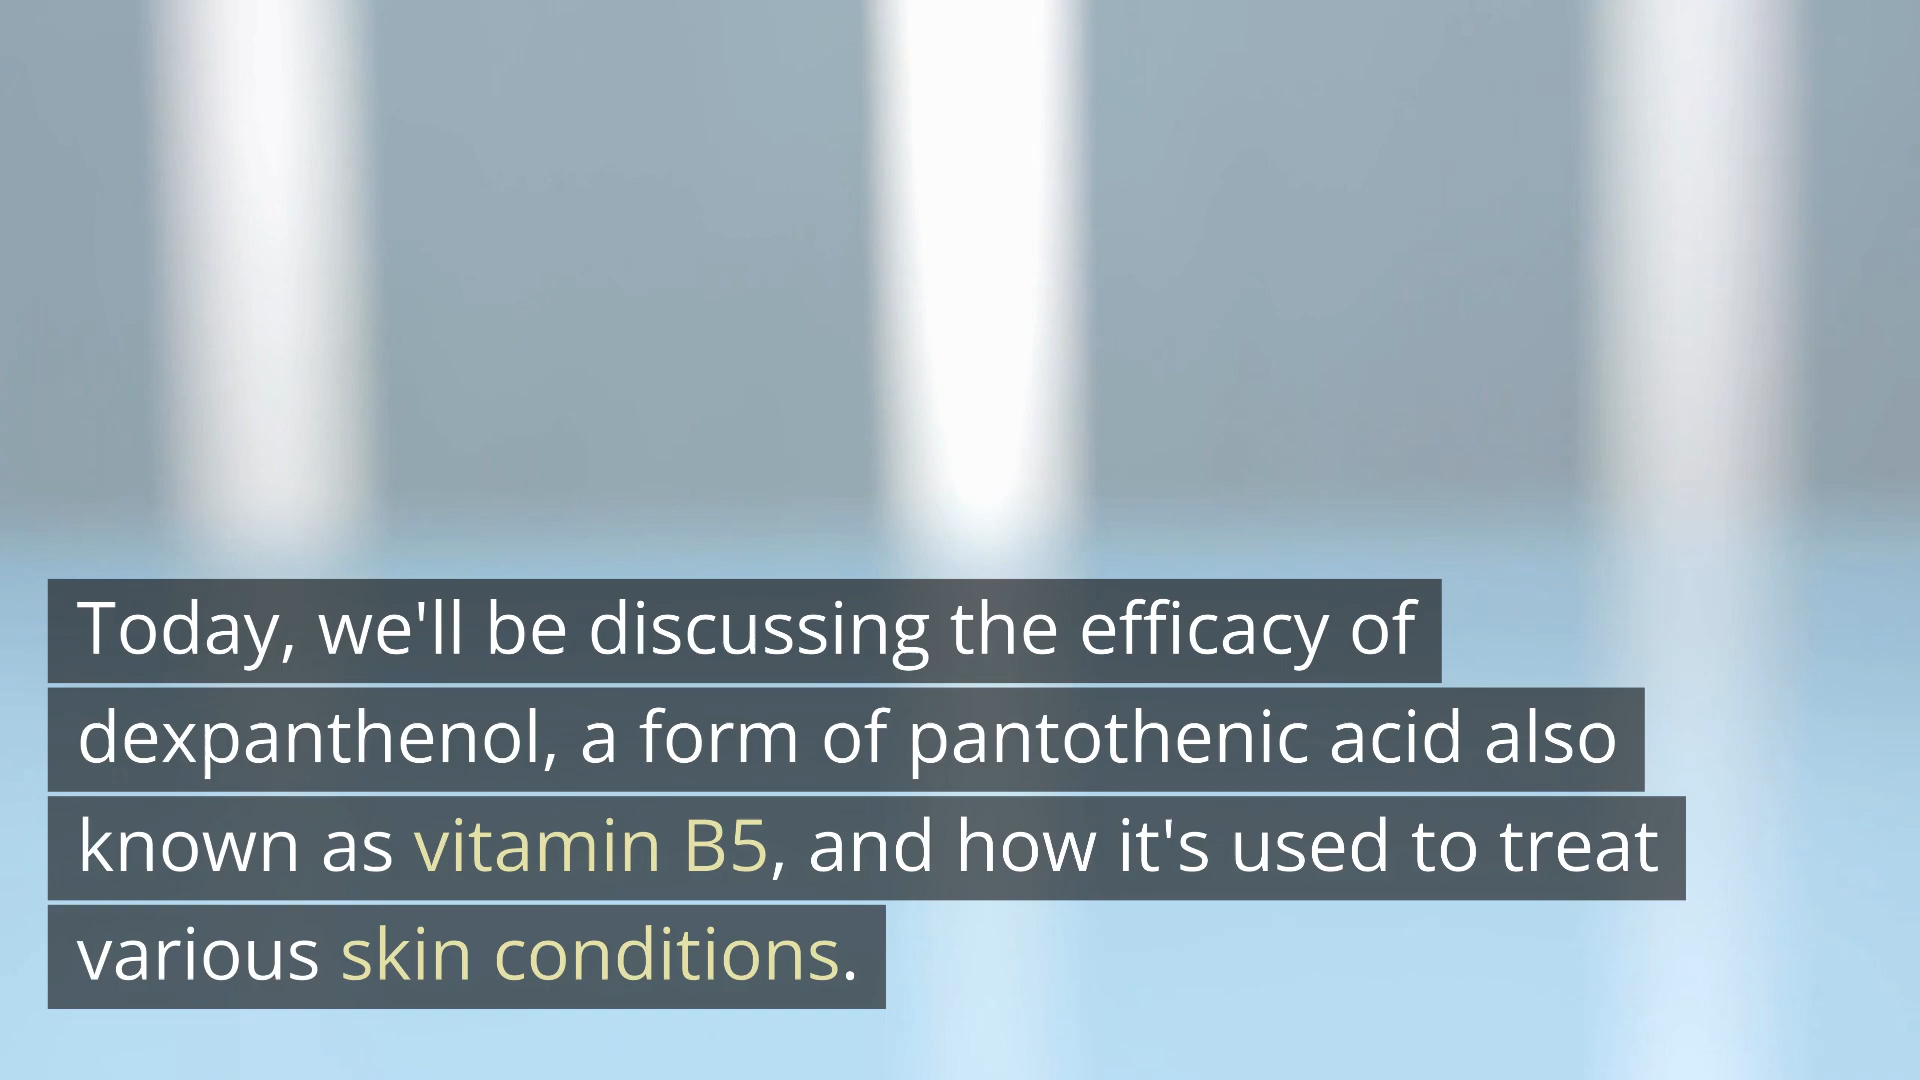 Today, we'll be discussing the efficacy of
dexpanthenol, a form of pantothenic acid also
known as vitamin B5, and how it's used to treat
various skin conditions.